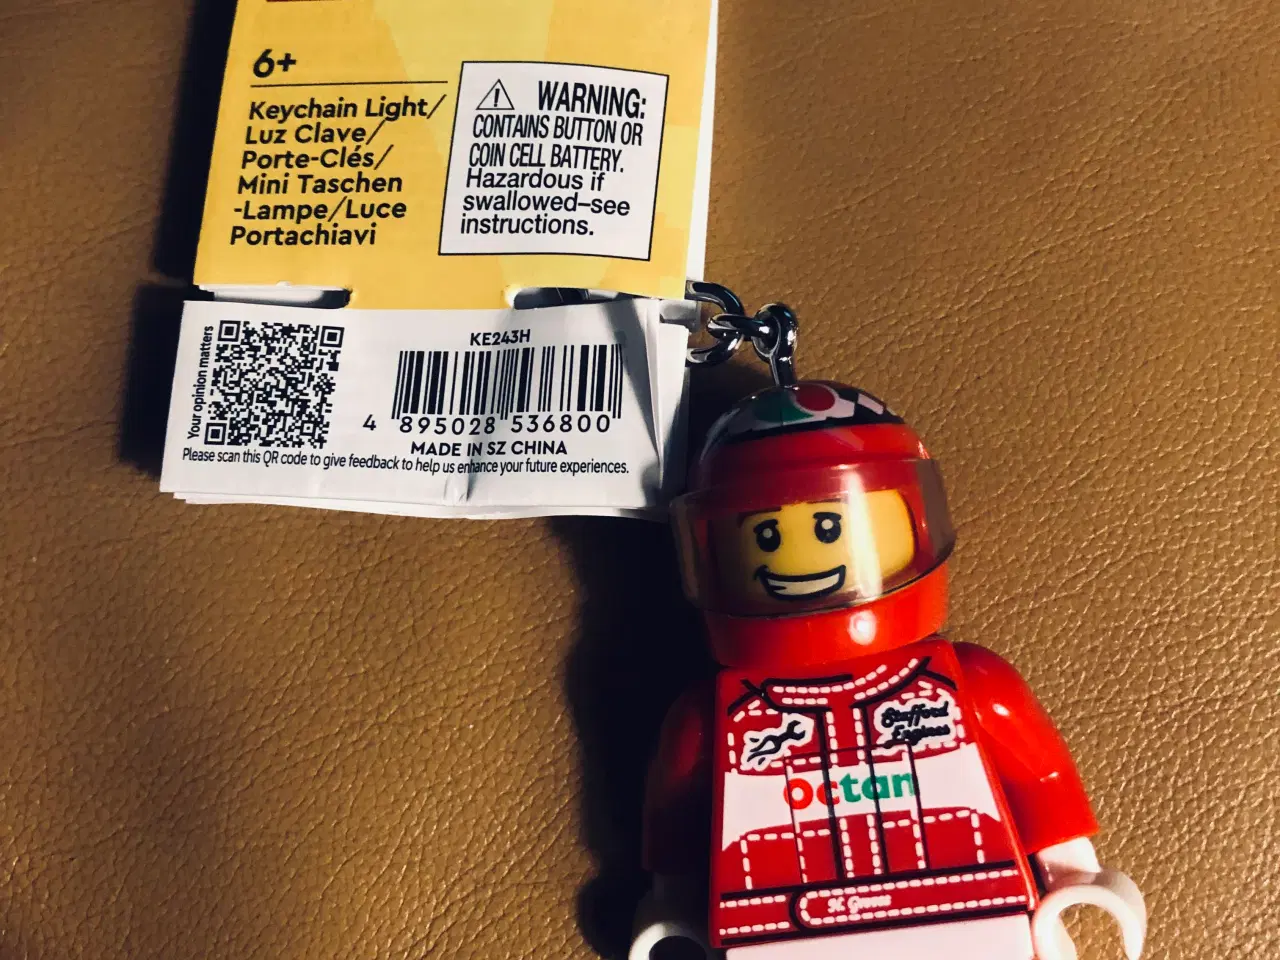 6+
Keychain Light/
Luz Clave/
Porte-Clés/
Mini Taschen
-Lampe/Luce
Portachiavi
WARNING:
CONTAINS BUTTON OR
COIN CELL BATTERY.
Hazardous if
swallowed–see
instructions.
Your opinion matters
KE243H
4 895028 536800
MADE IN SZ CHINA
Please scan this QR code to give feedback to help us enhance your future experiences.
Stafford
Engines
octan
H. Groves